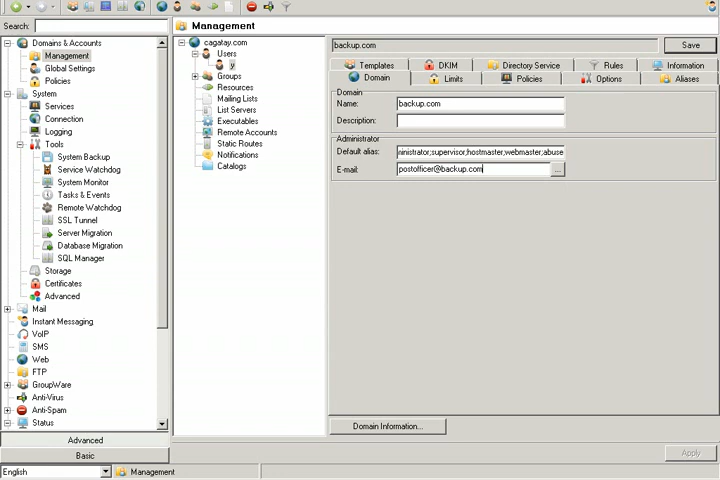 Search:
Management
Domains & Accounts
Management
Global Settings
Policies
System
Services
Connection
Logging
Tools
System Backup
Service Watchdog
System Monitor
Tasks & Events
Remote Watchdog
SSL Tunnel
Server Migration
Database Migration
SQL Manager
Storage
Certificates
Advanced
Mail
Instant Messaging
VoIP
SMS
Web
FTP
GroupWare
Anti-Virus
Anti-Spam
Status
Advanced
Basic
English
Management
cagatay.com
Users
y
Groups
Resources
Mailing Lists
List Servers
Executables
Remote Accounts
Static Routes
Notifications
Catalogs
backup.com
Save
Templates DKIM Directory Service Rules Information
Domain Limits Policies Options Aliases
Domain
Name: backup.com
Description:
Administrator
Default alias: ninistrator;supervisor,hostmaster,webmaster;abuse
E-mail: postofficer@backup.com ...
Domain Information...
Apply